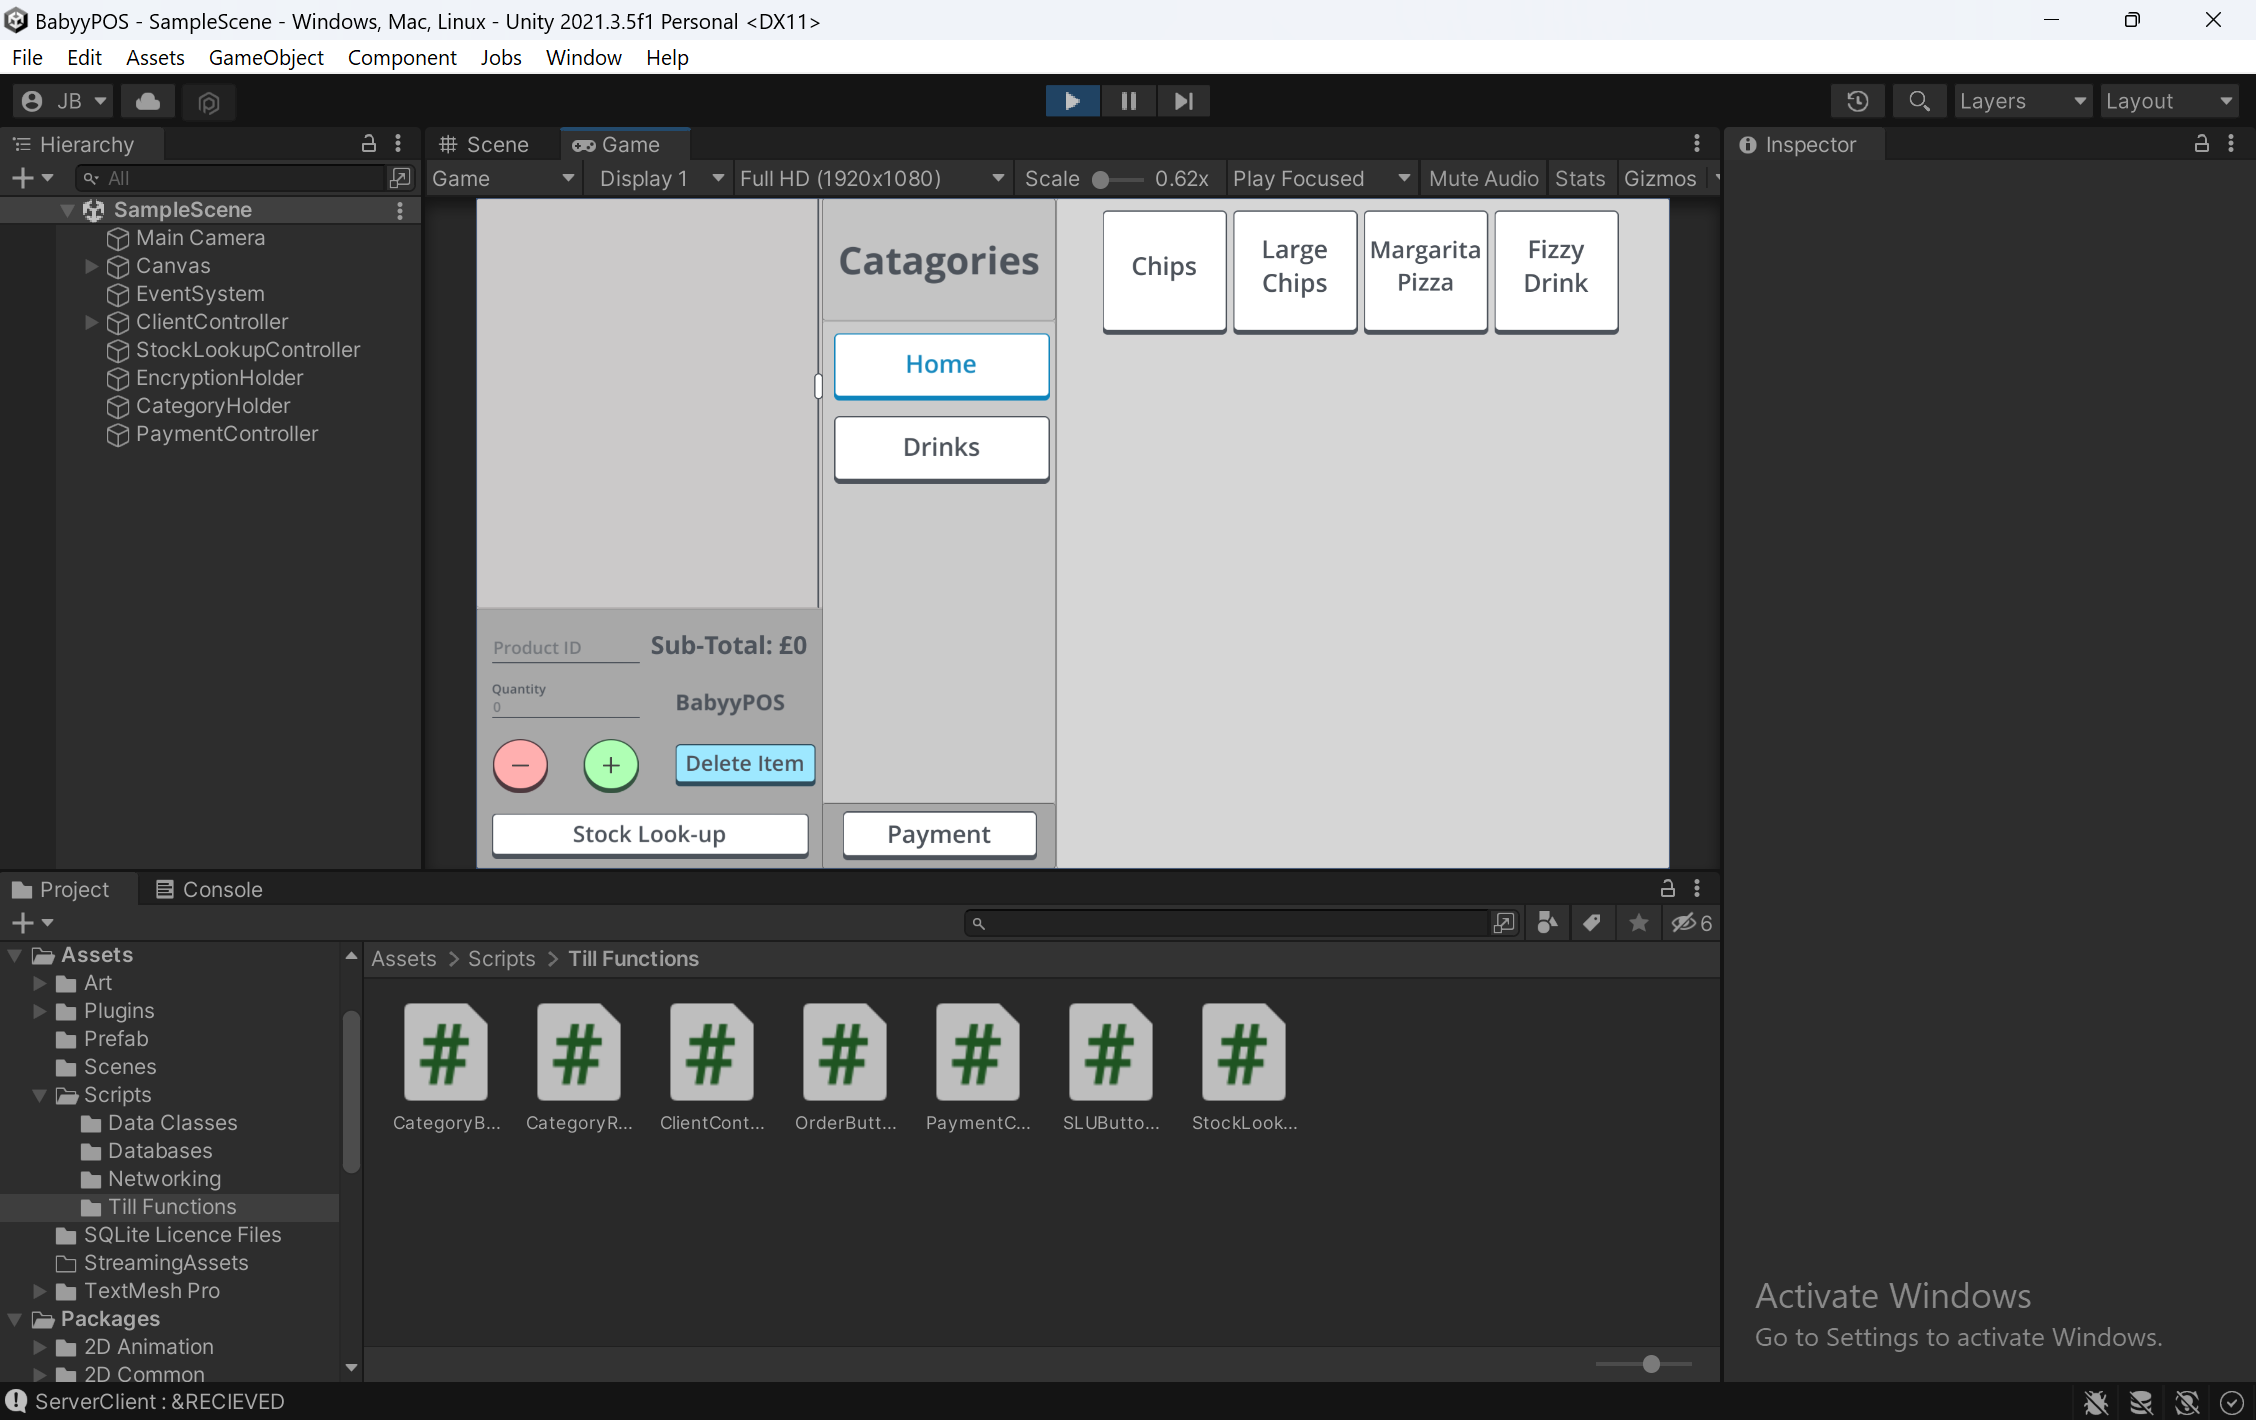 BabyyPOS - SampleScene - Windows, Mac, Linux - Unity 2021.3.5f1 Personal <DX11>
File Edit Assets GameObject Component Jobs Window Help
JB
Layers Layout
Hierarchy
All
SampleScene
Main Camera
Canvas
EventSystem
ClientController
StockLookupController
EncryptionHolder
CategoryHolder
PaymentController
Scene Game
Game Display 1 Full HD (1920x1080) Scale 0.62x Play Focused Mute Audio Stats Gizmos
Catagories
Home
Drinks
Payment
Chips
Large
Chips
Margarita
Pizza
Fizzy
Drink
Product ID Sub-Total: £0
Quantity
0
BabyyPOS
− + Delete Item
Stock Look-up
Inspector
Project Console
6
Assets
Art
Plugins
Prefab
Scenes
Scripts
Data Classes
Databases
Networking
Till Functions
SQLite Licence Files
StreamingAssets
TextMesh Pro
Packages
2D Animation
2D Common
Assets > Scripts > Till Functions
# # # # # # #
CategoryB... CategoryR... ClientCont... OrderButt... PaymentC... SLUButto... StockLook...
Activate Windows
Go to Settings to activate Windows.
ServerClient : &RECIEVED